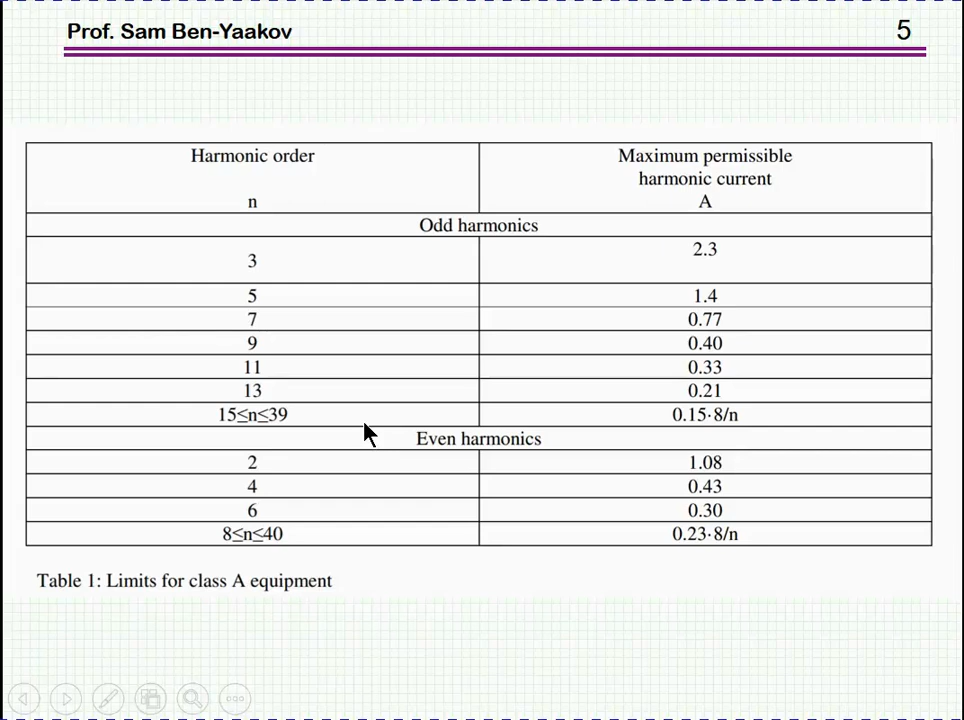 Prof. Sam Ben-Yaakov
5
Harmonic order
n
Maximum permissible
harmonic current
A
Odd harmonics
3 2.3
5 1.4
7 0.77
9 0.40
11 0.33
13 0.21
15≤n≤39 0.15·8/n
Even harmonics
2 1.08
4 0.43
6 0.30
8≤n≤40 0.23·8/n
Table 1: Limits for class A equipment